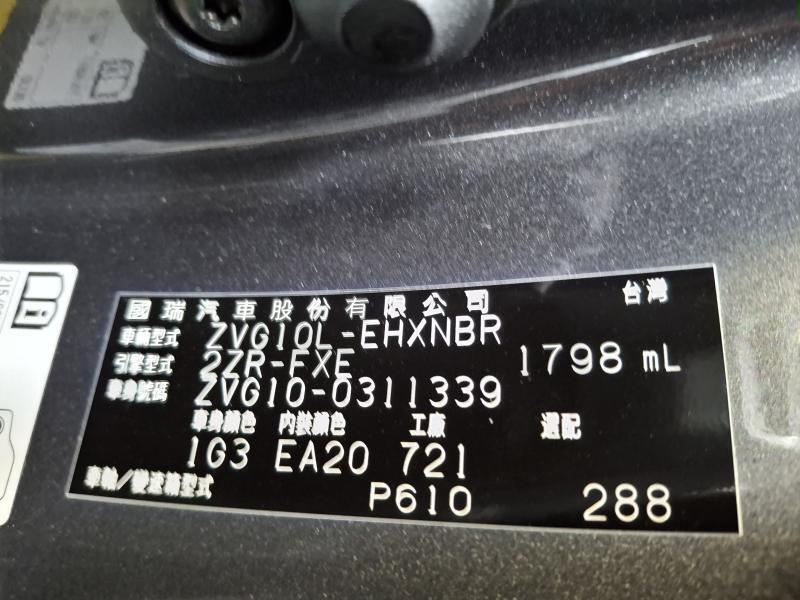 國瑞汽車股份有限公司 台灣
車輛型式 ZVG10L-EHXNBR
引擎型式 2ZR-FXE 1798 mL
車身號碼 ZVG10-0311339
車身顏色 內裝顏色 工廠 選配
1G3 EA20 721
車軸/變速箱型式 P610 288
215/